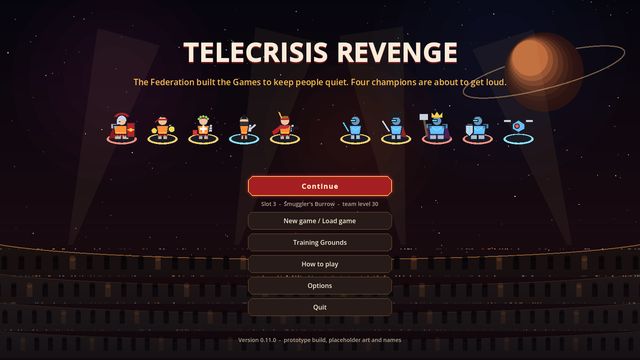 TELECRISIS REVENGE
The Federation built the Games to keep people quiet. Four champions are about to get loud.
Continue
Slot 3 - Smuggler's Burrow - team level 30
New game / Load game
Training Grounds
How to play
Options
Quit
Version 0.11.0 - prototype build, placeholder art and names